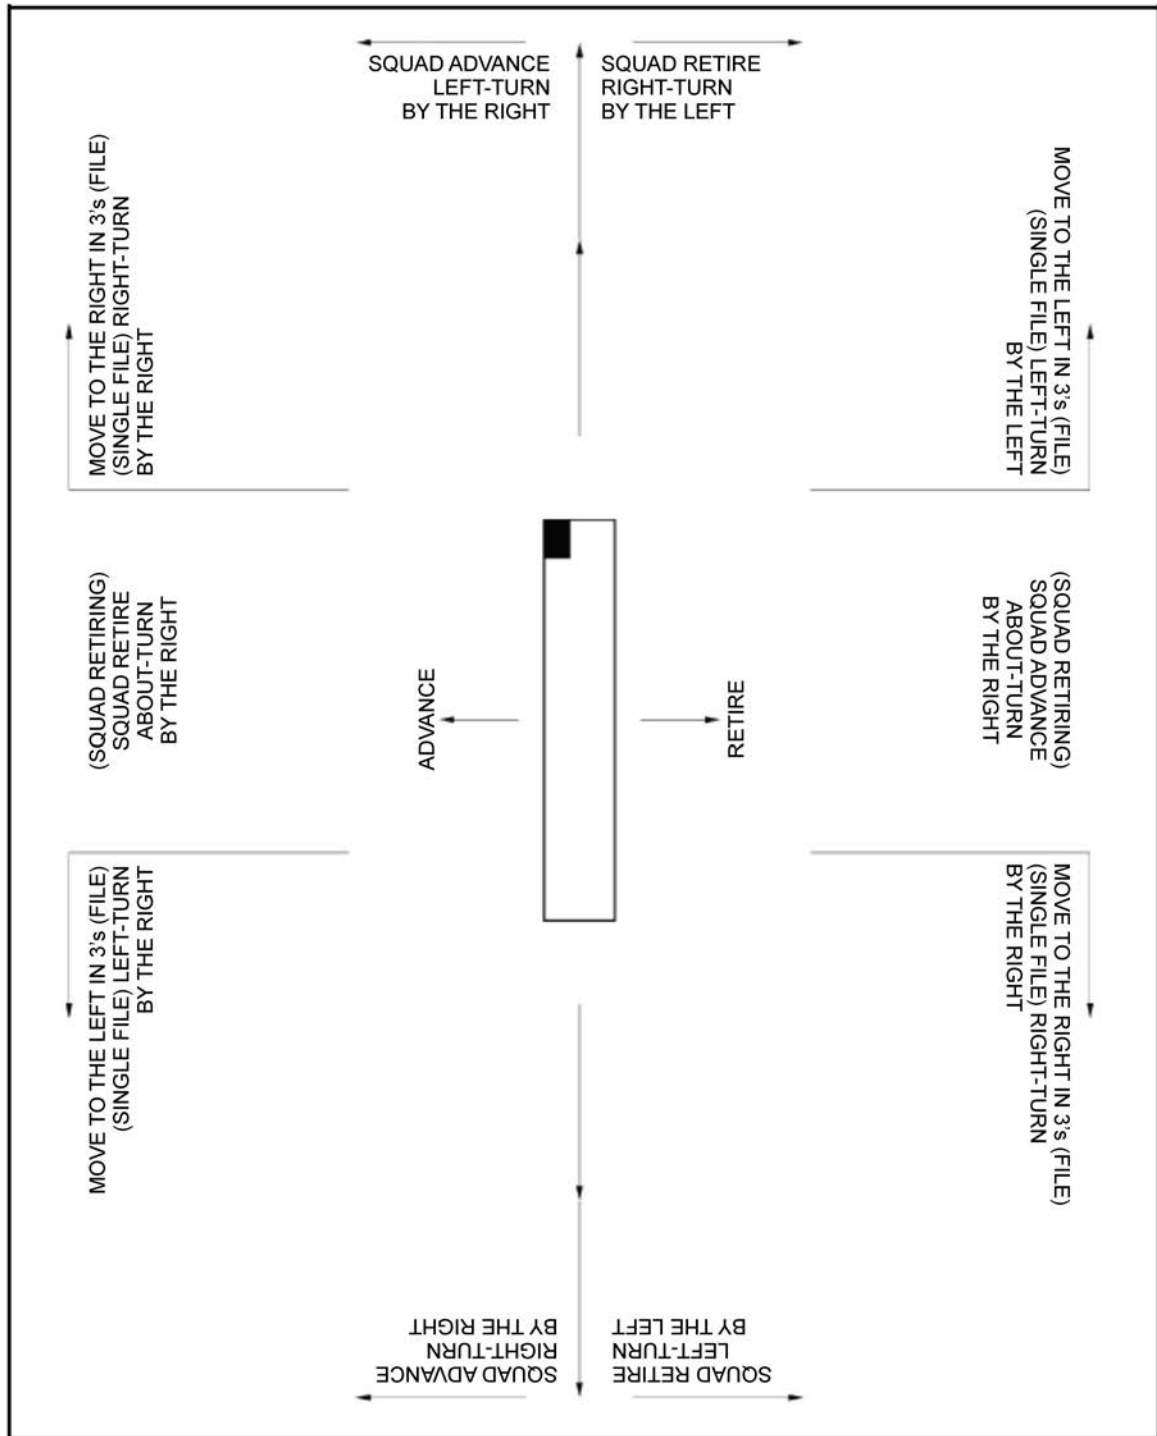 SQUAD ADVANCE
LEFT-TURN
BY THE RIGHT
SQUAD RETIRE
RIGHT-TURN
BY THE LEFT
MOVE TO THE RIGHT IN 3's (FILE)
(SINGLE FILE) RIGHT-TURN
BY THE RIGHT
MOVE TO THE LEFT IN 3's (FILE)
(SINGLE FILE) LEFT-TURN
BY THE LEFT
(SQUAD RETIRING)
SQUAD RETIRE
ABOUT-TURN
BY THE RIGHT
ADVANCE
RETIRE
(SQUAD RETIRING)
SQUAD ADVANCE
ABOUT-TURN
BY THE RIGHT
MOVE TO THE LEFT IN 3's (FILE)
(SINGLE FILE) LEFT-TURN
BY THE RIGHT
MOVE TO THE RIGHT IN 3's (FILE)
(SINGLE FILE) RIGHT-TURN
BY THE RIGHT
SQUAD ADVANCE
RIGHT-TURN
BY THE RIGHT
SQUAD RETIRE
LEFT-TURN
BY THE LEFT